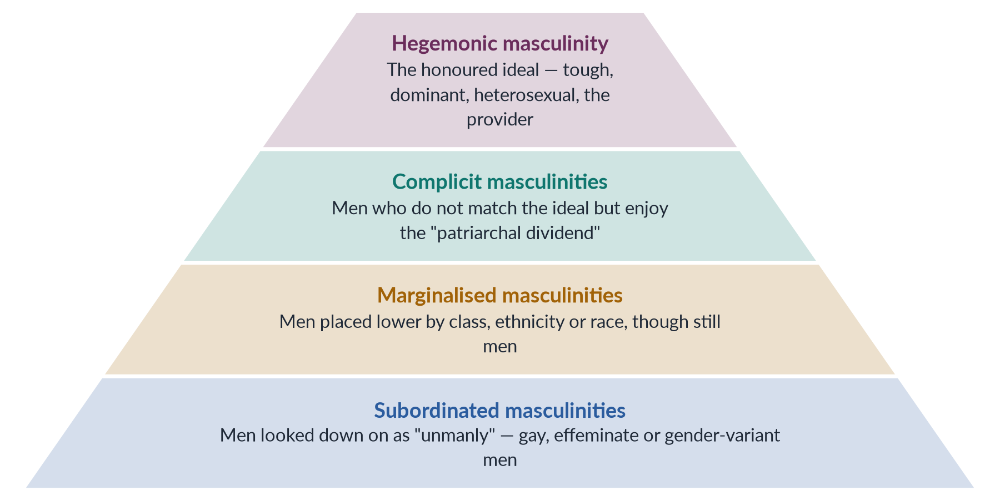 Hegemonic masculinity
The honoured ideal — tough,
dominant, heterosexual, the
provider
Complicit masculinities
Men who do not match the ideal but enjoy
the "patriarchal dividend"
Marginalised masculinities
Men placed lower by class, ethnicity or race, though still
men
Subordinated masculinities
Men looked down on as "unmanly" — gay, effeminate or gender-variant
men